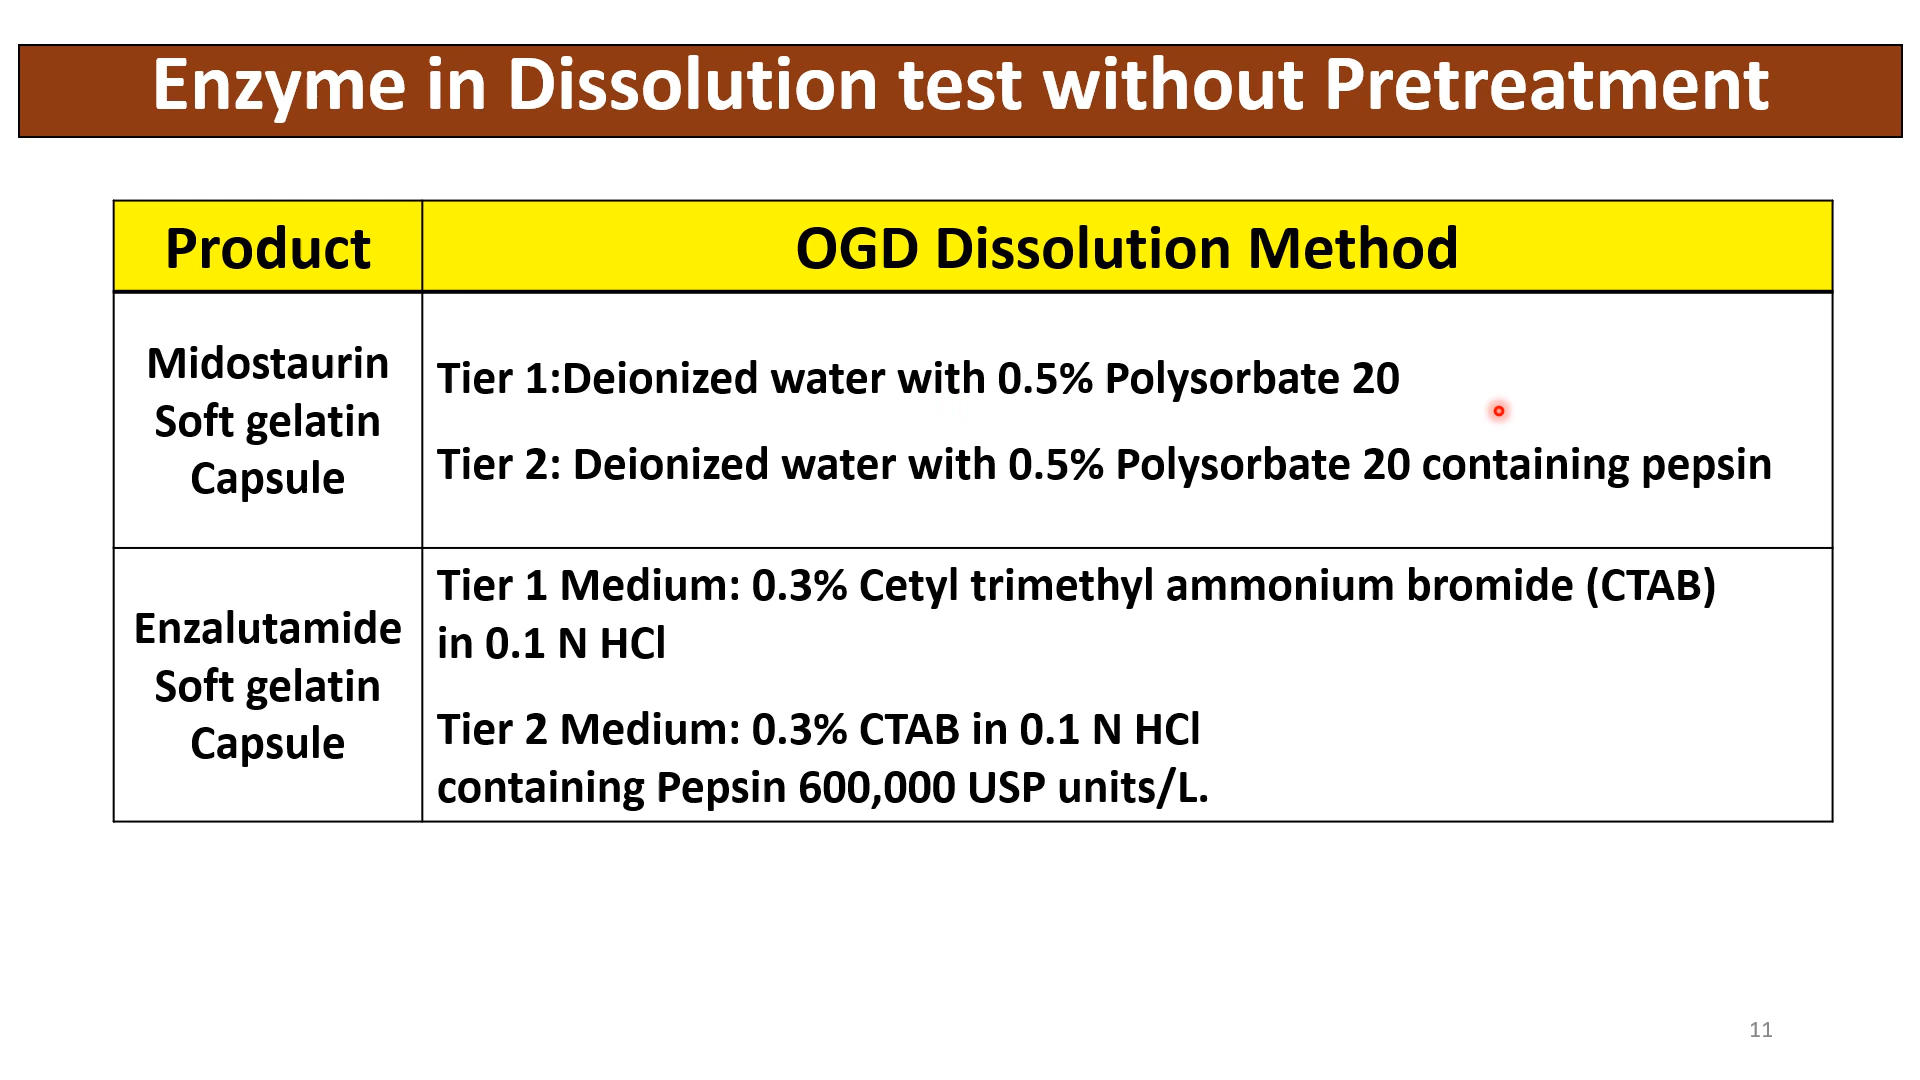 Enzyme in Dissolution test without Pretreatment
Product
OGD Dissolution Method
Midostaurin
Soft gelatin
Capsule
Tier 1:Deionized water with 0.5% Polysorbate 20
Tier 2: Deionized water with 0.5% Polysorbate 20 containing pepsin
Enzalutamide
Soft gelatin
Capsule
Tier 1 Medium: 0.3% Cetyl trimethyl ammonium bromide (CTAB)
in 0.1 N HCl
Tier 2 Medium: 0.3% CTAB in 0.1 N HCl
containing Pepsin 600,000 USP units/L.
11